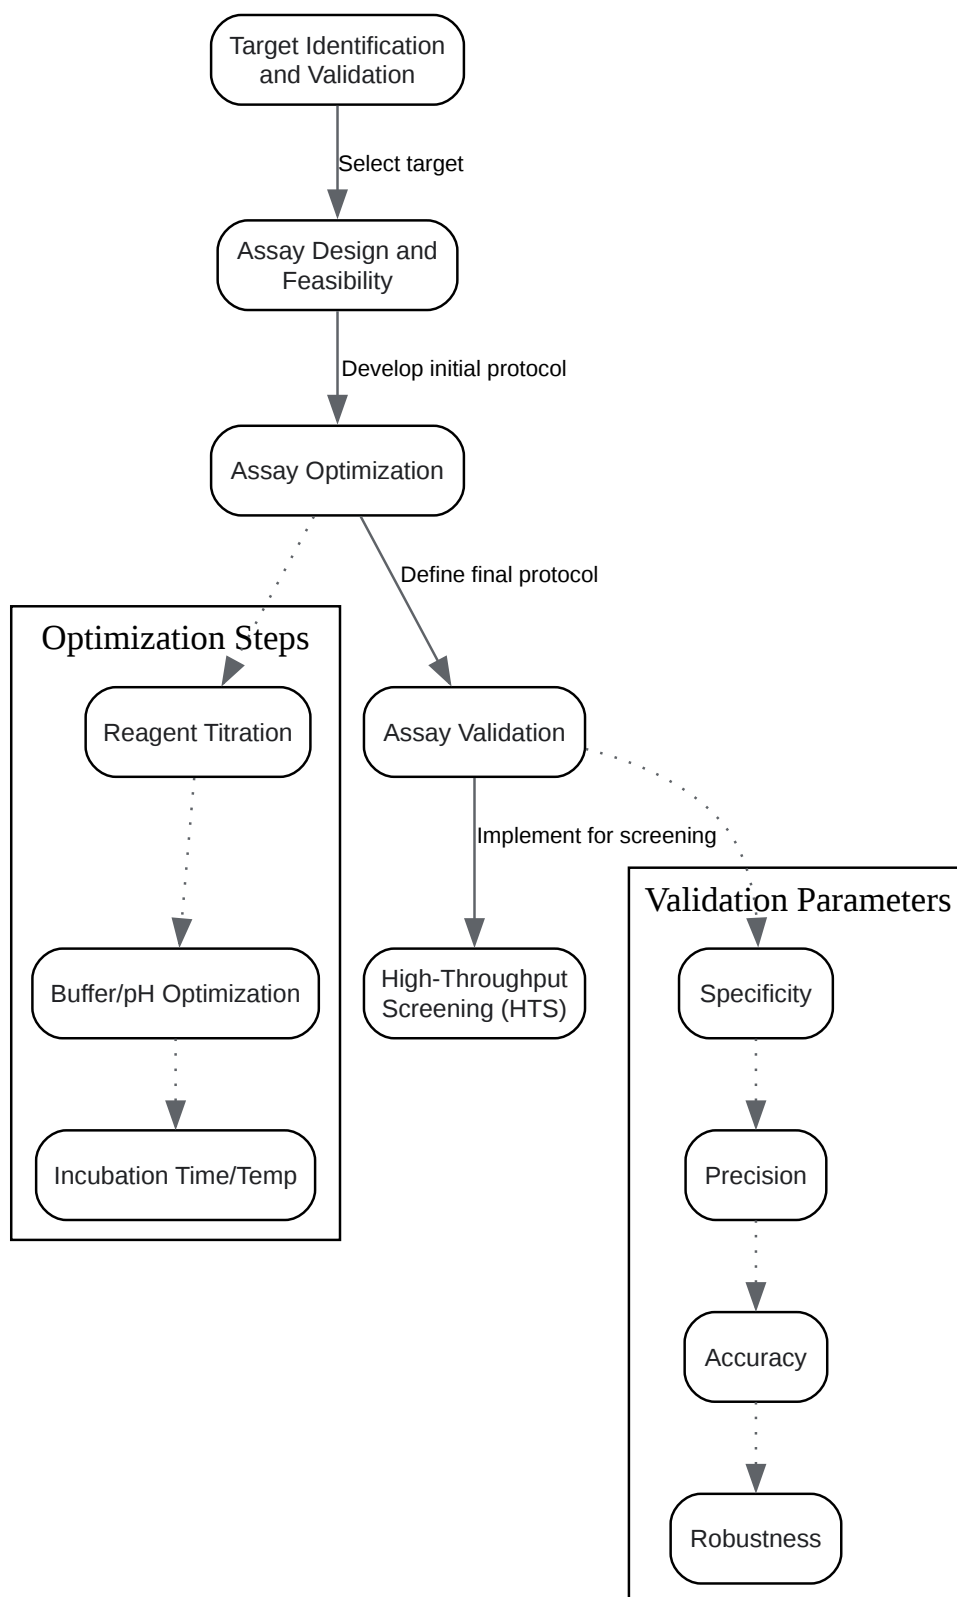 Target Identification
and Validation
Select target
Assay Design and
Feasibility
Develop initial protocol
Assay Optimization
Define final protocol
Optimization Steps
Reagent Titration
Assay Validation
Implement for screening
Validation Parameters
Buffer/pH Optimization
High-Throughput
Screening (HTS)
Specificity
Incubation Time/Temp
Precision
Accuracy
Robustness